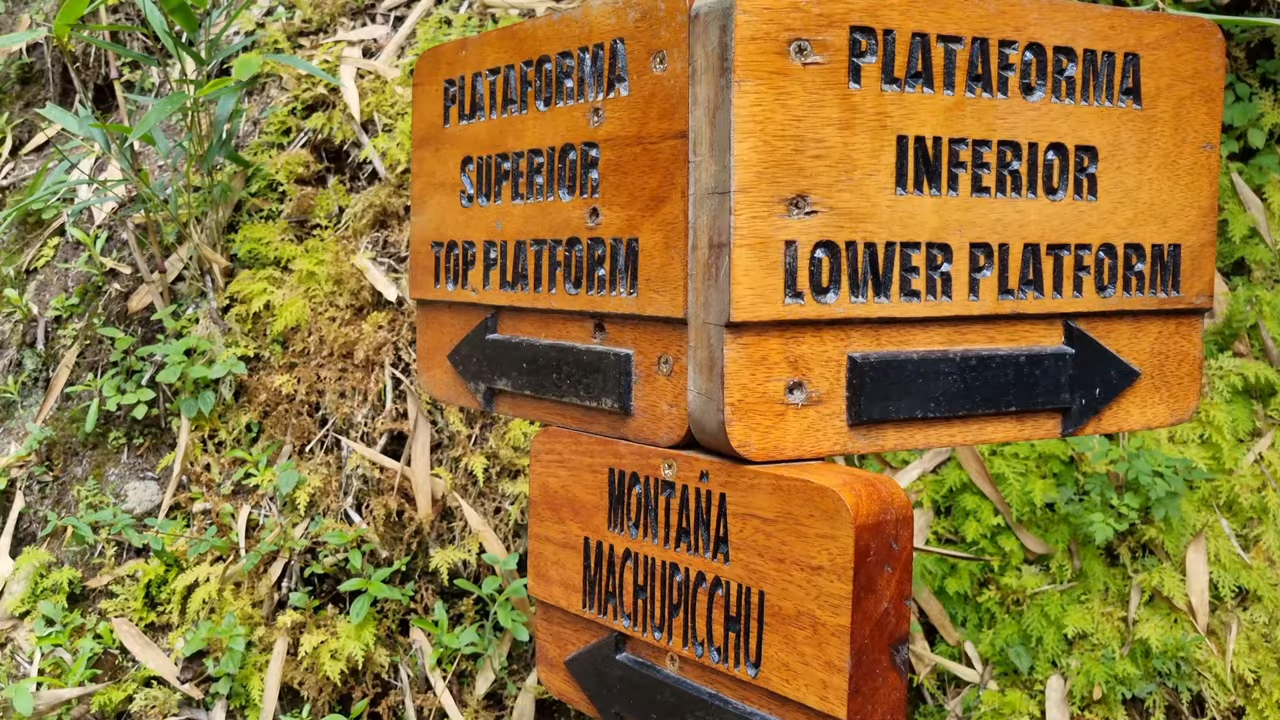 PLATAFORMA
SUPERIOR
TOP PLATFORM
PLATAFORMA
INFERIOR
LOWER PLATFORM
MONTAÑA
MACHUPICCHU